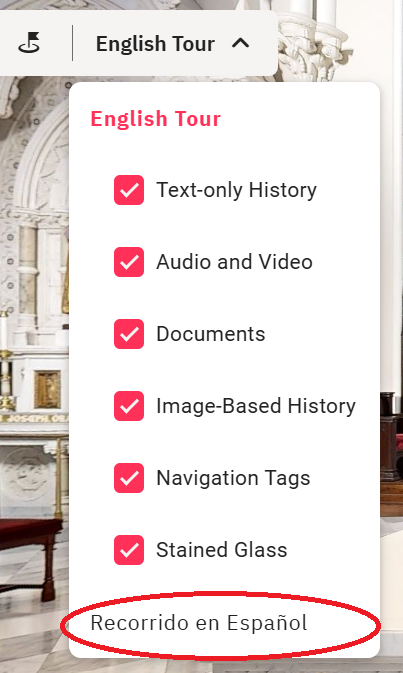 English Tour
English Tour
Text-only History
Audio and Video
Documents
Image-Based History
Navigation Tags
Stained Glass
Recorrido en Español